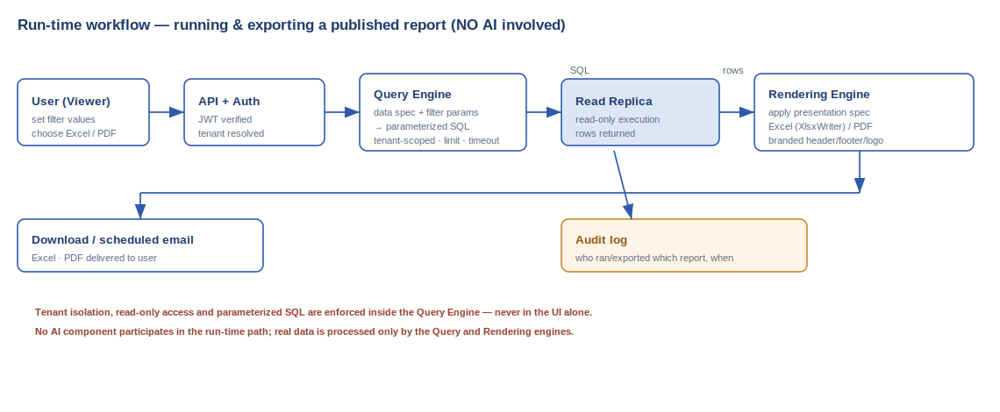 Run-time workflow — running & exporting a published report (NO AI involved)
SQL
rows
User (Viewer)
set filter values
choose Excel / PDF
API + Auth
JWT verified
tenant resolved
Query Engine
data spec + filter params
→ parameterized SQL
tenant-scoped · limit · timeout
Read Replica
read-only execution
rows returned
Rendering Engine
apply presentation spec
Excel (XlsxWriter) / PDF
branded header/footer/logo
Download / scheduled email
Excel · PDF delivered to user
Audit log
who ran/exported which report, when
Tenant isolation, read-only access and parameterized SQL are enforced inside the Query Engine — never in the UI alone.
No AI component participates in the run-time path; real data is processed only by the Query and Rendering engines.